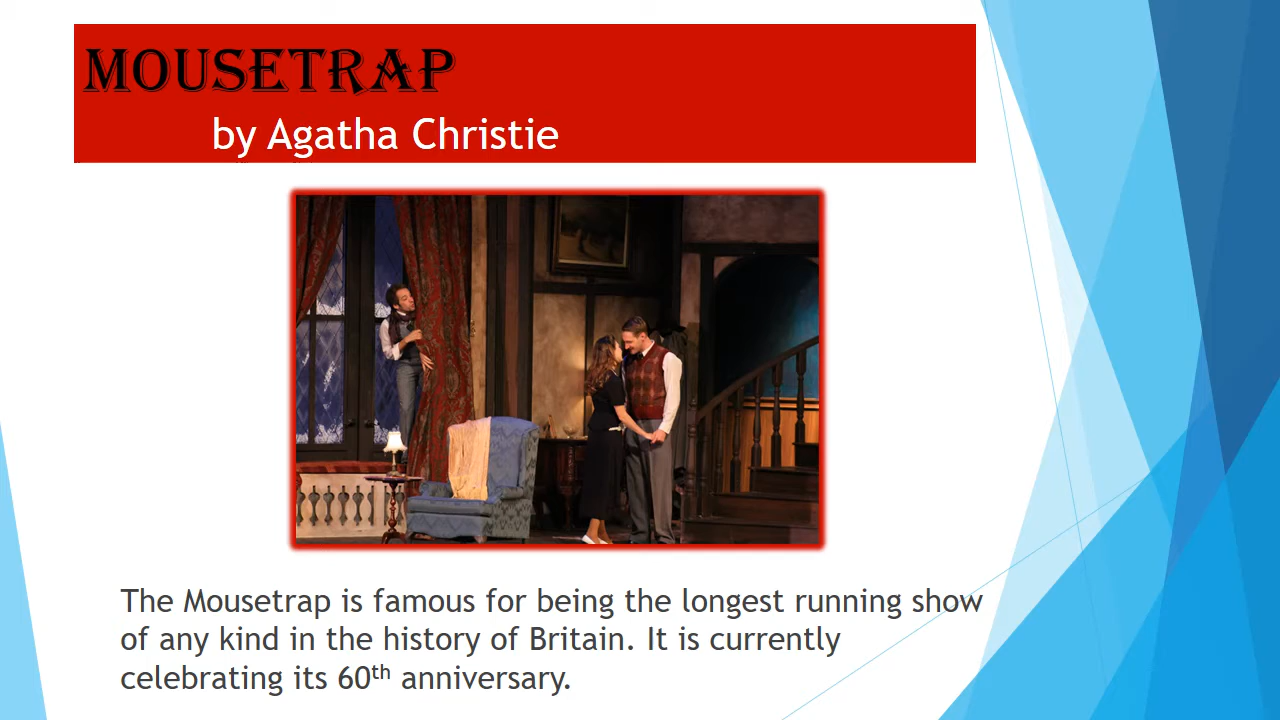 MOUSETRAP
by Agatha Christie
The Mousetrap is famous for being the longest running show
of any kind in the history of Britain. It is currently
celebrating its 60th anniversary.